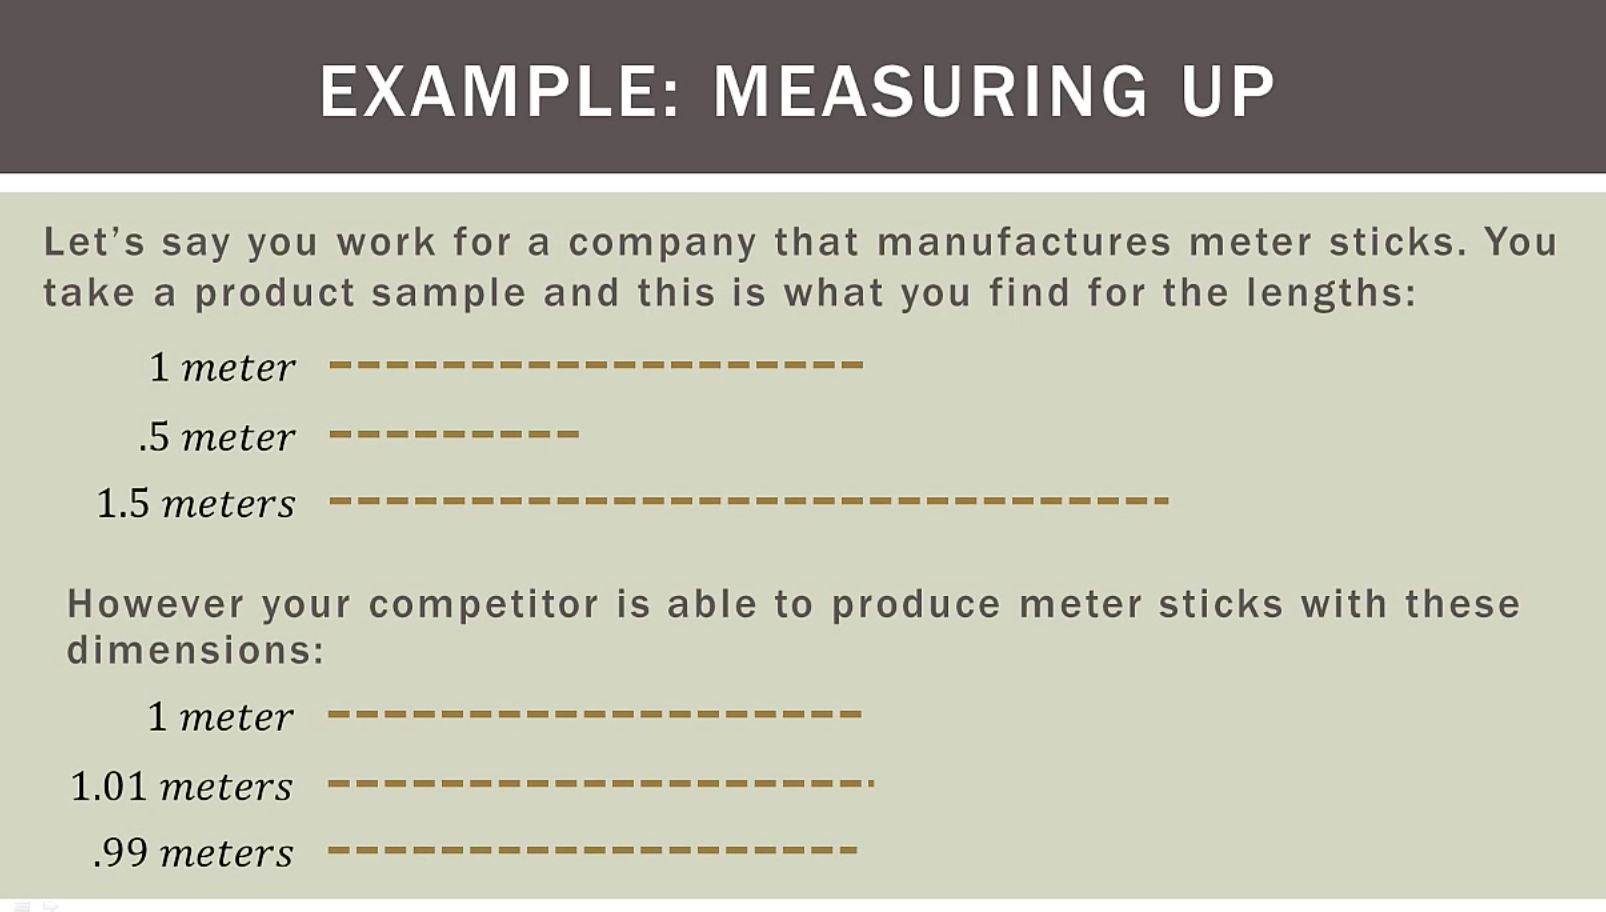 EXAMPLE: MEASURING UP
Let’s say you work for a company that manufactures meter sticks. You
take a product sample and this is what you find for the lengths:
1 meter
.5 meter
1.5 meters
However your competitor is able to produce meter sticks with these
dimensions:
1 meter
1.01 meters
.99 meters